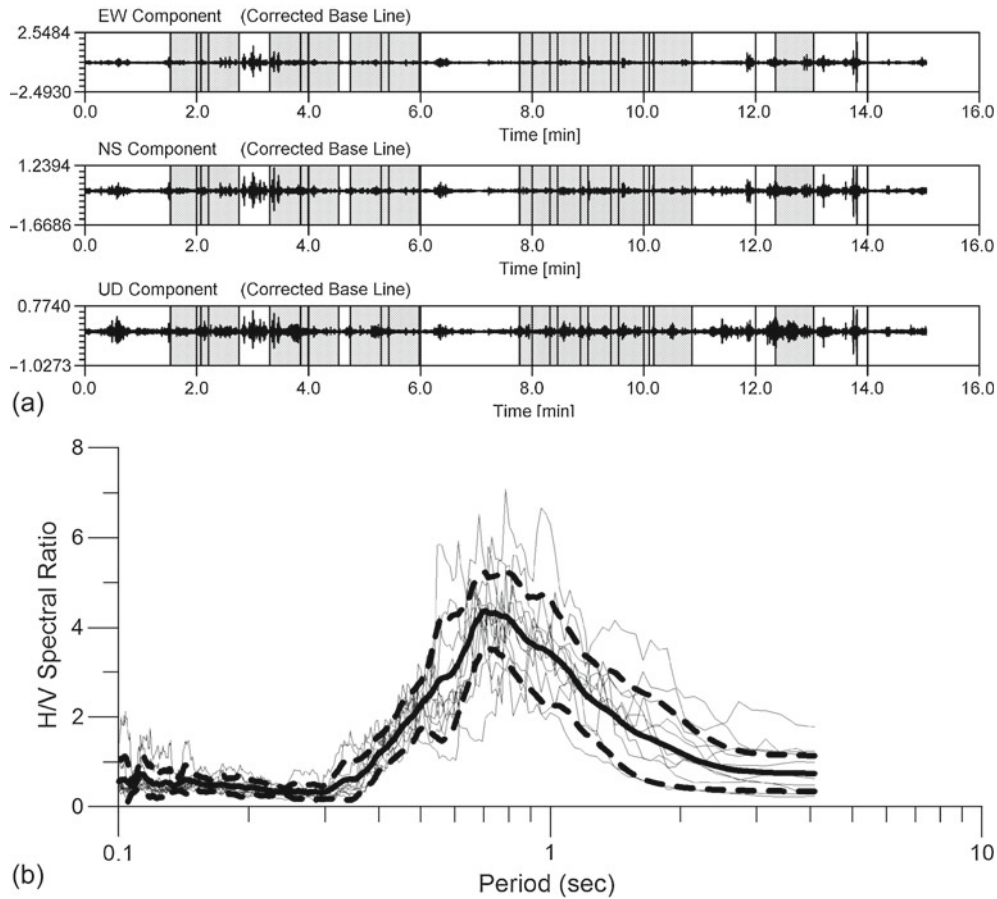 EW Component (Corrected Base Line)
2.5484
−2.4930
0.0 2.0 4.0 6.0 8.0 10.0 12.0 14.0 16.0
Time [min]
NS Component (Corrected Base Line)
1.2394
−1.6686
0.0 2.0 4.0 6.0 8.0 10.0 12.0 14.0 16.0
Time [min]
UD Component (Corrected Base Line)
0.7740
−1.0273
0.0 2.0 4.0 6.0 8.0 10.0 12.0 14.0 16.0
Time [min]
(a)
8
6
4
2
0
H/V Spectral Ratio
0.1 1 10
Period (sec)
(b)